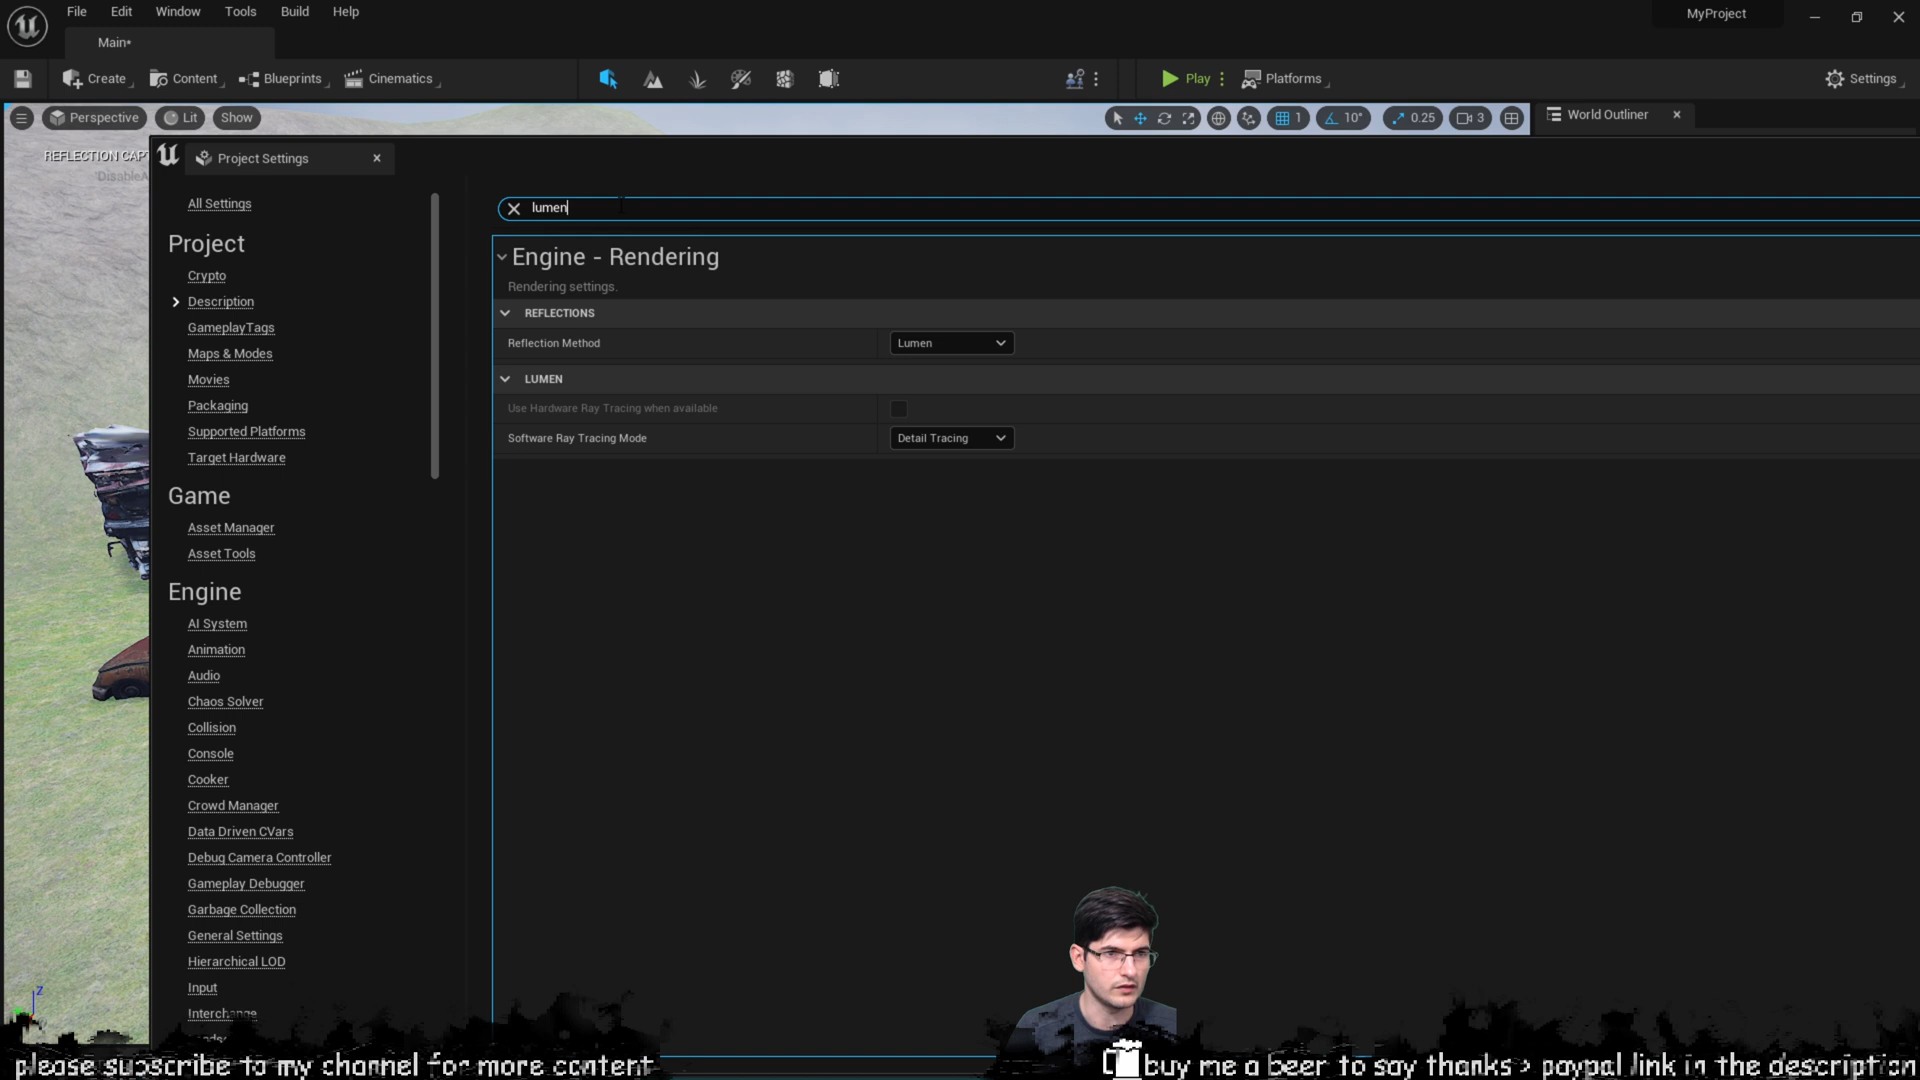 File Edit Window Tools Build Help
MyProject
Main*
Create Content Blueprints Cinematics
Play Platforms
Settings
Perspective Lit Show
1 10° 0.25 3
World Outliner
REFLECTION CAP
DisableA
Project Settings
All Settings
lumen
Project
Crypto
Description
GameplayTags
Maps & Modes
Movies
Packaging
Supported Platforms
Target Hardware
Game
Asset Manager
Asset Tools
Engine
AI System
Animation
Audio
Chaos Solver
Collision
Console
Cooker
Crowd Manager
Data Driven CVars
Debug Camera Controller
Gameplay Debugger
Garbage Collection
General Settings
Hierarchical LOD
Input
Interchange
Engine - Rendering
Rendering settings.
REFLECTIONS
Reflection Method Lumen
LUMEN
Use Hardware Ray Tracing when available
Software Ray Tracing Mode Detail Tracing
Z
please subscribe to my channel for more content
buy me a beer to say thanks > paypal link in the description